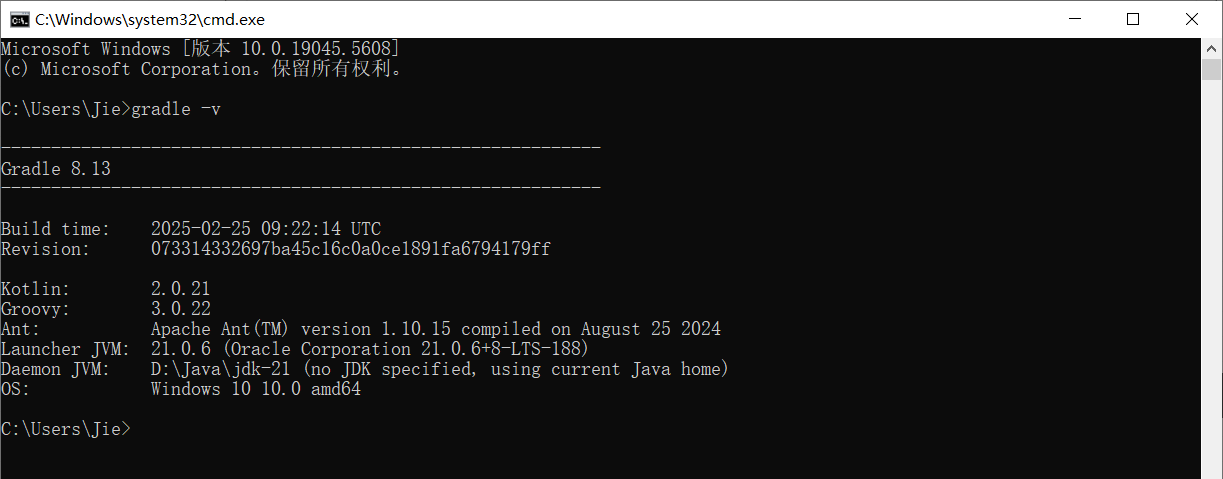 C:\Windows\system32\cmd.exe
Microsoft Windows [版本 10.0.19045.5608]
(c) Microsoft Corporation。保留所有权利。
C:\Users\Jie>gradle -v
------------------------------------------------------------
Gradle 8.13
------------------------------------------------------------
Build time:    2025-02-25 09:22:14 UTC
Revision:      073314332697ba45c16c0a0ce1891fa6794179ff
Kotlin:        2.0.21
Groovy:        3.0.22
Ant:           Apache Ant(TM) version 1.10.15 compiled on August 25 2024
Launcher JVM:  21.0.6 (Oracle Corporation 21.0.6+8-LTS-188)
Daemon JVM:    D:\Java\jdk-21 (no JDK specified, using current Java home)
OS:            Windows 10 10.0 amd64
C:\Users\Jie>